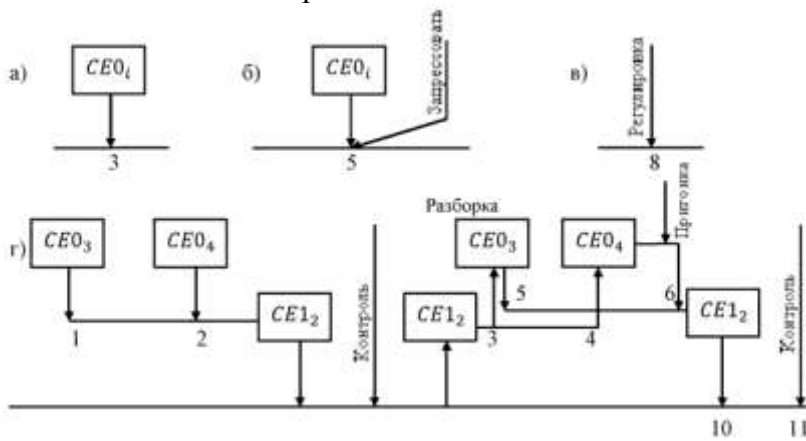 а)
CE0i
3
б)
CE0i
Запрессовать
5
в)
Регулировка
8
г)
CE03
CE04
CE12
1
2
Контроль
Разборка
CE03
CE04
Пригонка
CE12
3
4
5
6
CE12
Контроль
10
11